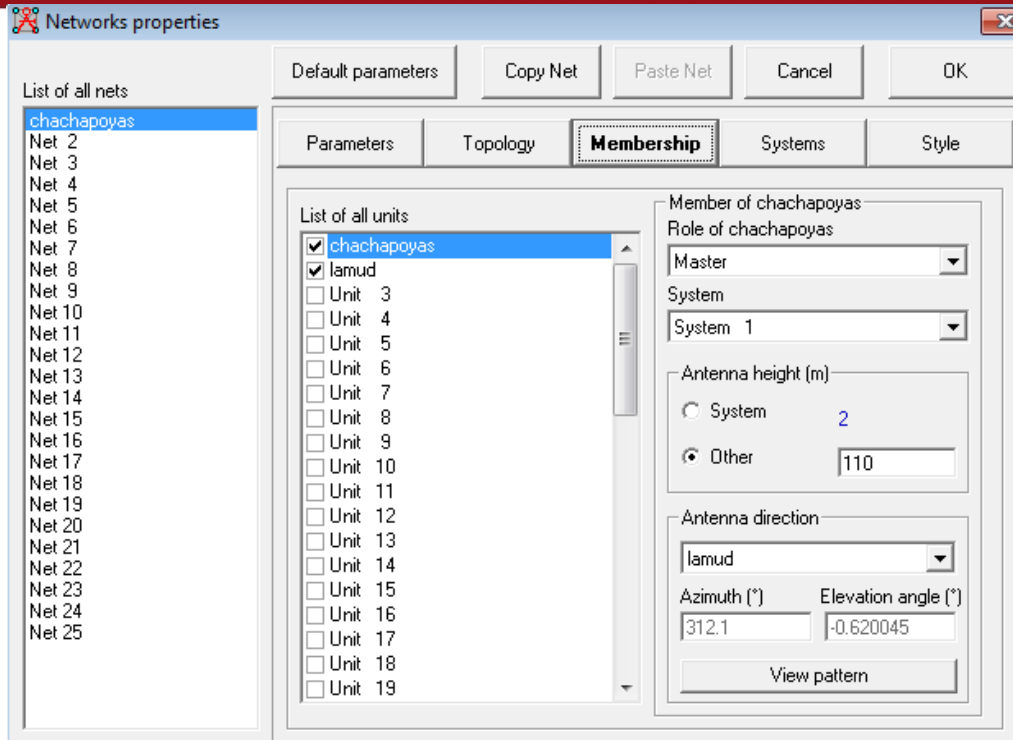 Networks properties
List of all nets
chachapoyas
Net 2
Net 3
Net 4
Net 5
Net 6
Net 7
Net 8
Net 9
Net 10
Net 11
Net 12
Net 13
Net 14
Net 15
Net 16
Net 17
Net 18
Net 19
Net 20
Net 21
Net 22
Net 23
Net 24
Net 25
Default parameters Copy Net Paste Net Cancel OK
Parameters Topology Membership Systems Style
List of all units
chachapoyas
lamud
Unit 3
Unit 4
Unit 5
Unit 6
Unit 7
Unit 8
Unit 9
Unit 10
Unit 11
Unit 12
Unit 13
Unit 14
Unit 15
Unit 16
Unit 17
Unit 18
Unit 19
Member of chachapoyas
Role of chachapoyas
Master
System
System 1
Antenna height (m)
System 2
Other 110
Antenna direction
lamud
Azimuth (°) Elevation angle (°)
312.1 -0.620045
View pattern